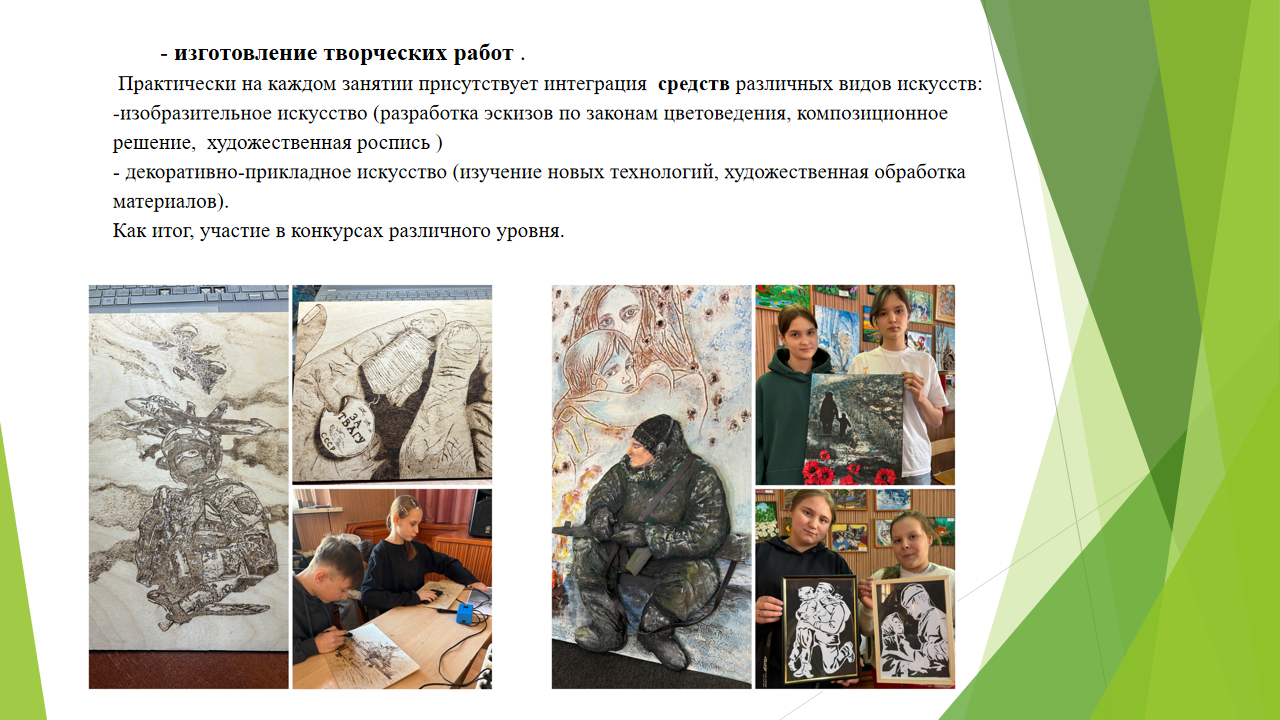 - изготовление творческих работ .
Практически на каждом занятии присутствует интеграция средств различных видов искусств:
-изобразительное искусство (разработка эскизов по законам цветоведения, композиционное
решение, художественная роспись )
- декоративно-прикладное искусство (изучение новых технологий, художественная обработка
материалов).
Как итог, участие в конкурсах различного уровня.
ЗА
ТВАГУ
СССР